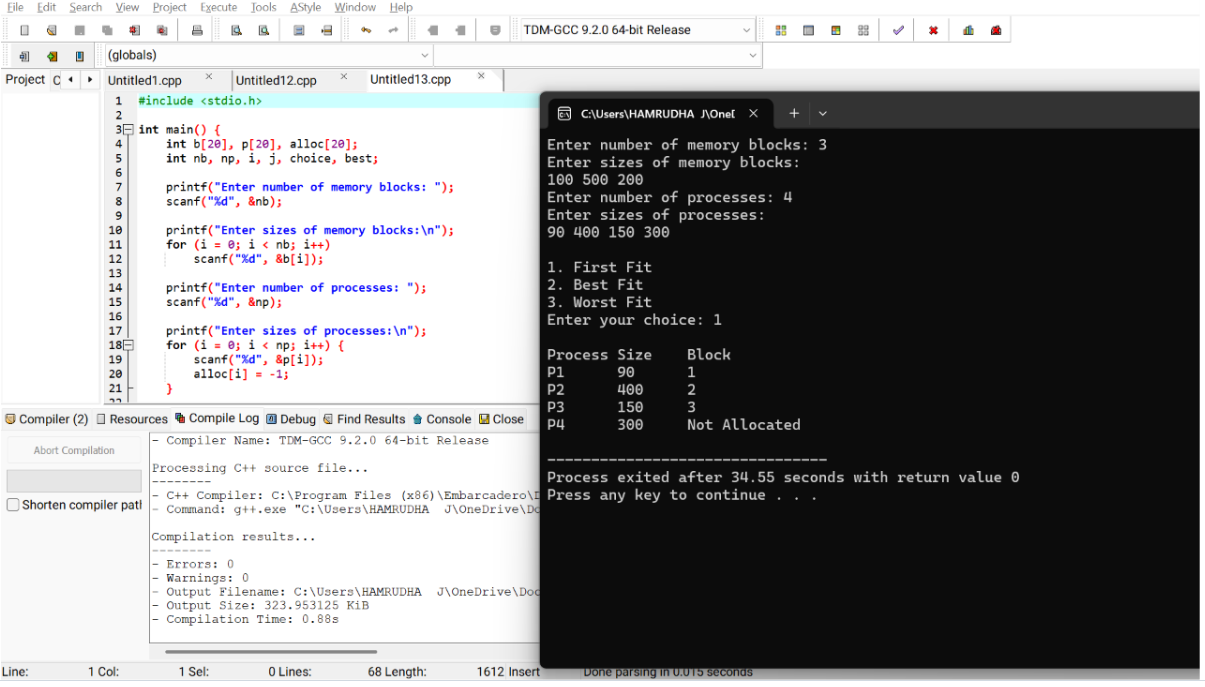 File Edit Search View Project Execute Tools AStyle Window Help
TDM-GCC 9.2.0 64-bit Release
(globals)
Project C Untitled1.cpp × Untitled12.cpp × Untitled13.cpp ×
1 #include <stdio.h>
2
3 int main() {
4 int b[20], p[20], alloc[20];
5 int nb, np, i, j, choice, best;
6
7 printf("Enter number of memory blocks: ");
8 scanf("%d", &nb);
9
10 printf("Enter sizes of memory blocks:\n");
11 for (i = 0; i < nb; i++)
12 scanf("%d", &b[i]);
13
14 printf("Enter number of processes: ");
15 scanf("%d", &np);
16
17 printf("Enter sizes of processes:\n");
18 for (i = 0; i < np; i++) {
19 scanf("%d", &p[i]);
20 alloc[i] = -1;
21 }
22
Compiler (2) Resources Compile Log Debug Find Results Console Close
Abort Compilation
Shorten compiler path
- Compiler Name: TDM-GCC 9.2.0 64-bit Release
Processing C++ source file...
--------
- C++ Compiler: C:\Program Files (x86)\Embarcadero\D
- Command: g++.exe "C:\Users\HAMRUDHA  J\OneDrive\Do
Compilation results...
--------
- Errors: 0
- Warnings: 0
- Output Filename: C:\Users\HAMRUDHA  J\OneDrive\Doc
- Output Size: 323.953125 KiB
- Compilation Time: 0.88s
Line: 1 Col: 1 Sel: 0 Lines: 68 Length: 1612 Insert Done parsing in 0.015 seconds
C:\Users\HAMRUDHA J\OneD × +
Enter number of memory blocks: 3
Enter sizes of memory blocks:
100 500 200
Enter number of processes: 4
Enter sizes of processes:
90 400 150 300
1. First Fit
2. Best Fit
3. Worst Fit
Enter your choice: 1
Process Size Block
P1 90 1
P2 400 2
P3 150 3
P4 300 Not Allocated
--------------------------------
Process exited after 34.55 seconds with return value 0
Press any key to continue . . .